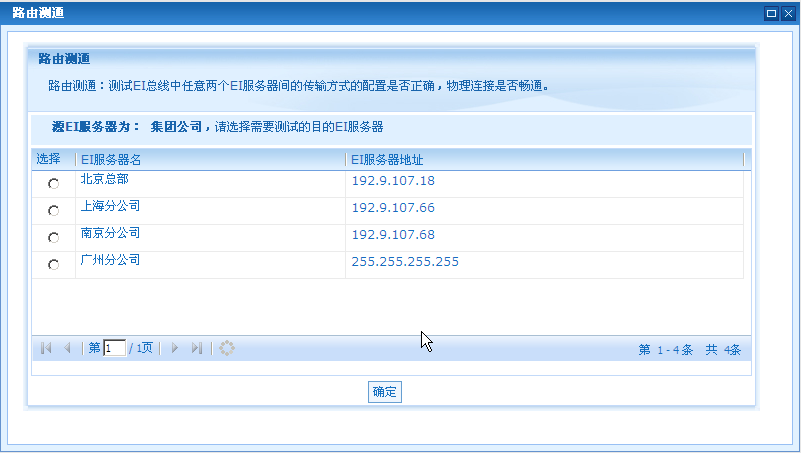 路由测通
路由测通
路由测通：测试EI总线中任意两个EI服务器间的传输方式的配置是否正确，物理连接是否畅通。
源EI服务器为： 集团公司，请选择需要测试的目的EI服务器
选择 EI服务器名 EI服务器地址
北京总部 192.9.107.18
上海分公司 192.9.107.66
南京分公司 192.9.107.68
广州分公司 255.255.255.255
第 1 / 1页 第 1 - 4 条 共 4条
确定